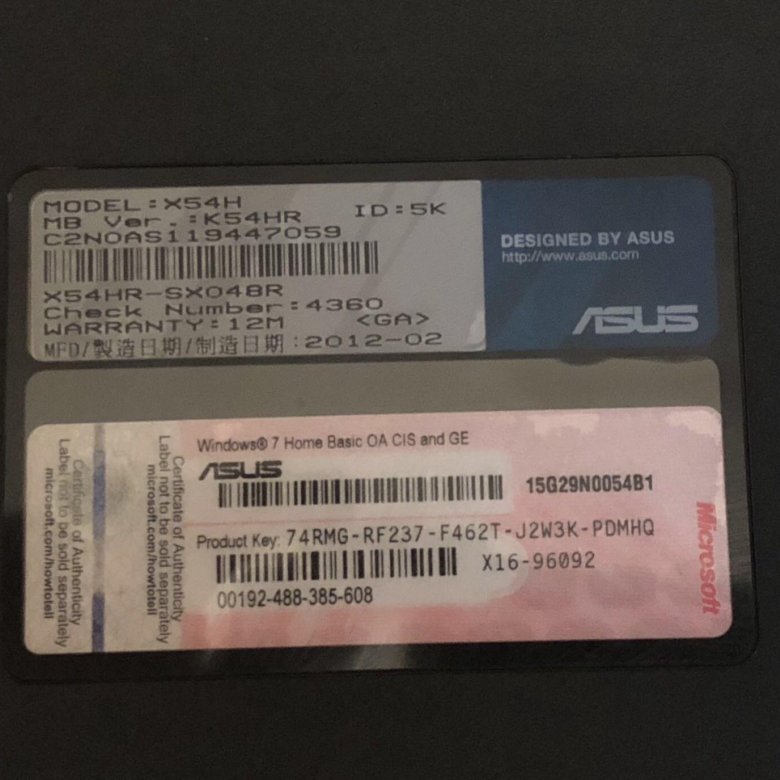 MODEL:X54H
MB Ver.:K54HR ID:5K
C2N0AS119447059
X54HR-SX048R
Check Number:4360
WARRANTY:12M <GA>
MFD/製造日期/制造日期:2012-02
DESIGNED BY ASUS
http://www.asus.com
ASUS
Certificate of Authenticity
Label not to be sold separately
microsoft.com/howtotell
Certificate of Authenticity
Label not to be sold separately
microsoft.com/howtotell
Windows® 7 Home Basic OA CIS and GE
ASUS
15G29N0054B1
Product Key: 74RMG-RF237-F462T-J2W3K-PDMHQ
X16-96092
00192-488-385-608
Microsoft